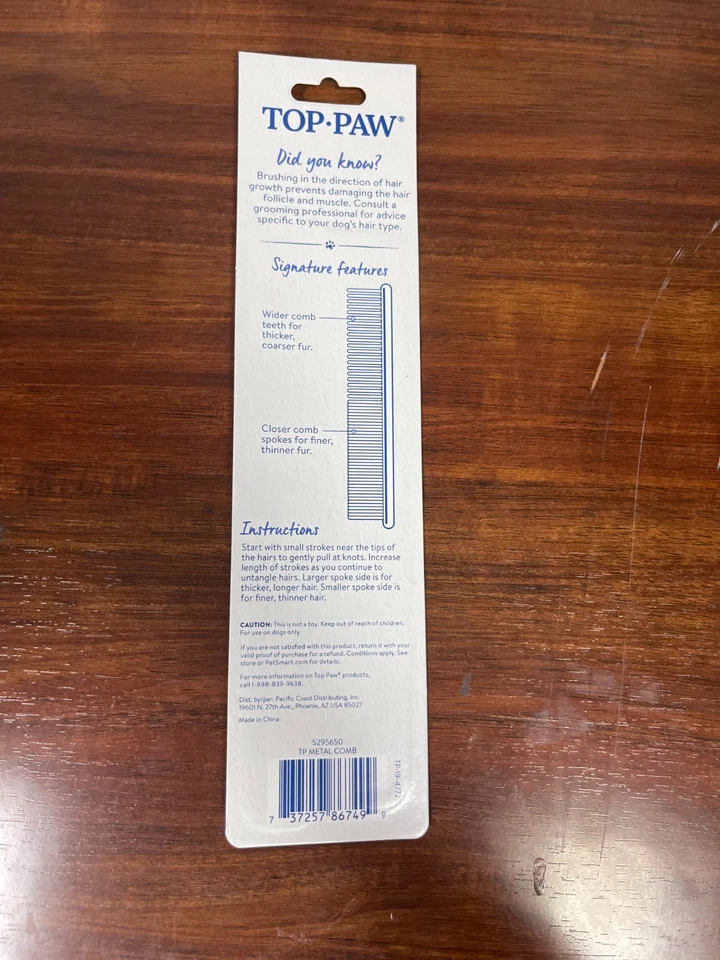 TOP•PAW®
Did you know?
Brushing in the direction of hair
growth prevents damaging the hair
follicle and muscle. Consult a
grooming professional for advice
specific to your dog's hair type.
Signature features
Wider comb
teeth for
thicker,
coarser fur.
Closer comb
spokes for finer,
thinner fur.
Instructions
Start with small strokes near the tips of
the hairs to gently pull at knots. Increase
length of strokes as you continue to
untangle hairs. Larger spoke side is for
thicker, longer hair. Smaller spoke side is
for finer, thinner hair.
CAUTION: This is not a toy. Keep out of reach of children.
For use on dogs only.
If you are not satisfied with this product, return it with your
valid proof of purchase for a refund. Conditions apply. See
store or PetSmart.com for details.
For more information on Top Paw® products,
call 1-888-839-9638.
Dist. by/par: Pacific Coast Distributing, Inc.
19601 N. 27th Ave., Phoenix, AZ USA 85027
Made in China
5295650
TP METAL COMB
7 37257 86749 9